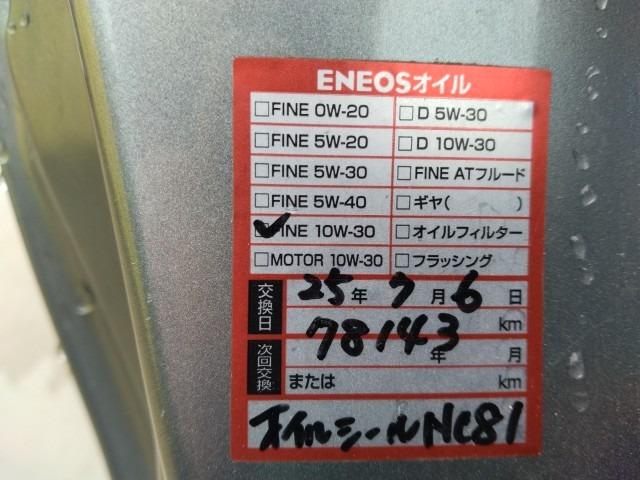 ENEOSオイル
□FINE 0W-20 □D 5W-30
□FINE 5W-20 □D 10W-30
□FINE 5W-30 □FINE ATフルード
□FINE 5W-40 □ギヤ( )
✓FINE 10W-30 □オイルフィルター
□MOTOR 10W-30 □フラッシング
交換日 25年 7月 6日
78143 km
次回交換 年 月
または km
オイルシールNC81